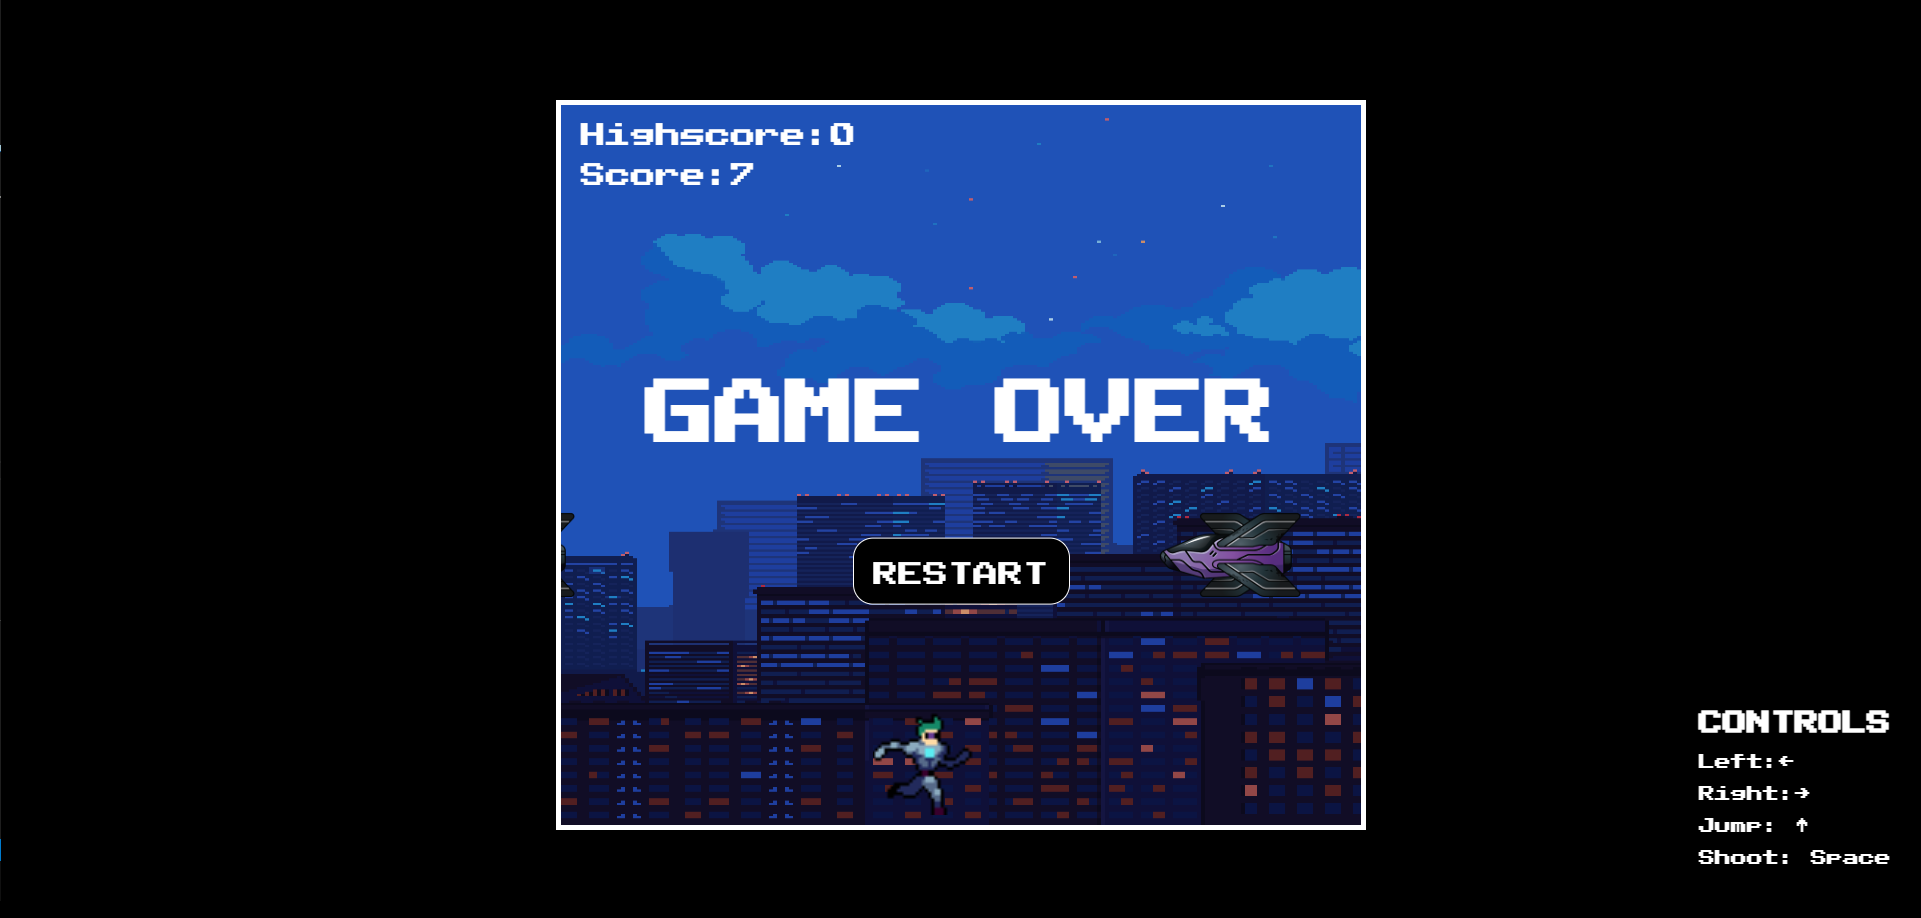 Highscore:0
Score:7
GAME OVER
RESTART
CONTROLS
Left:←
Right:→
Jump: ↑
Shoot: Space